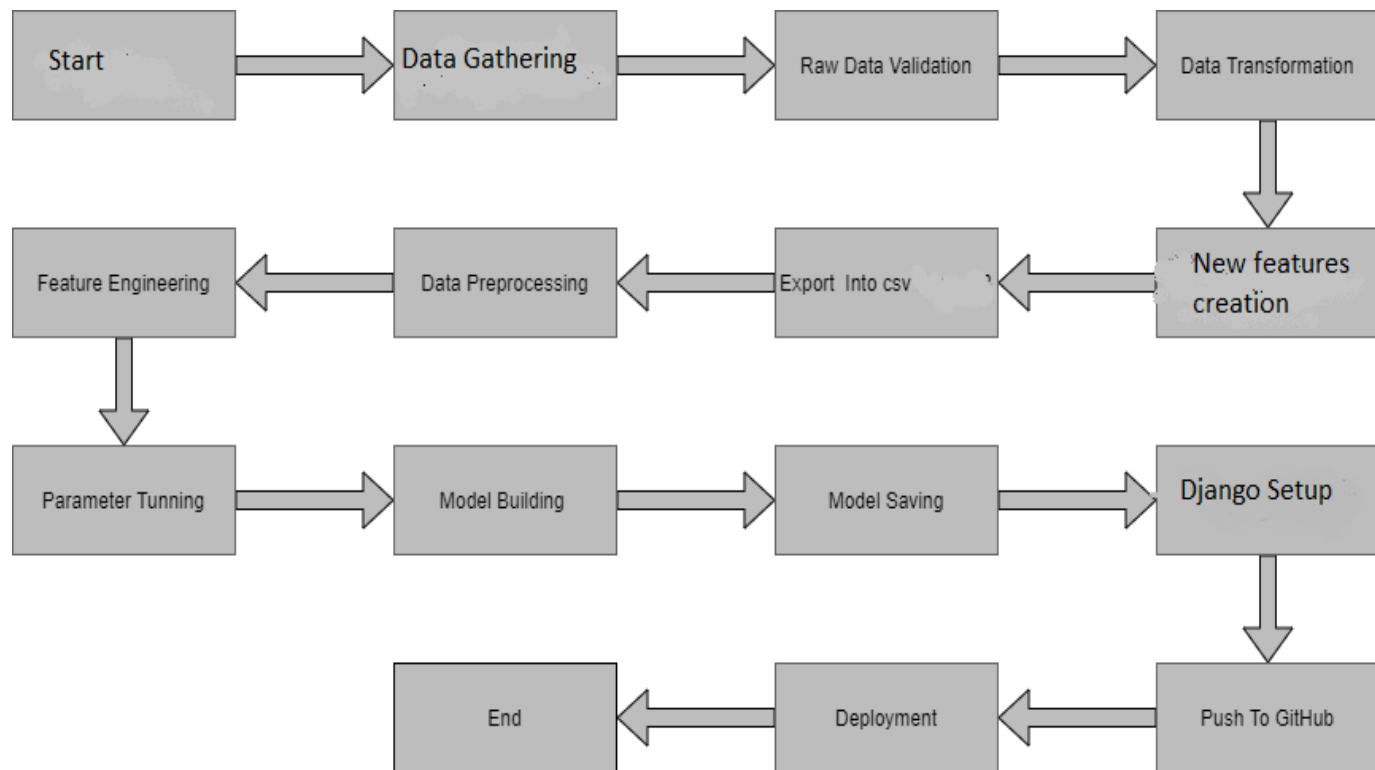 Start
Data Gathering
Raw Data Validation
Data Transformation
New features
creation
Export Into csv
Data Preprocessing
Feature Engineering
Parameter Tunning
Model Building
Model Saving
Django Setup
Push To GitHub
Deployment
End